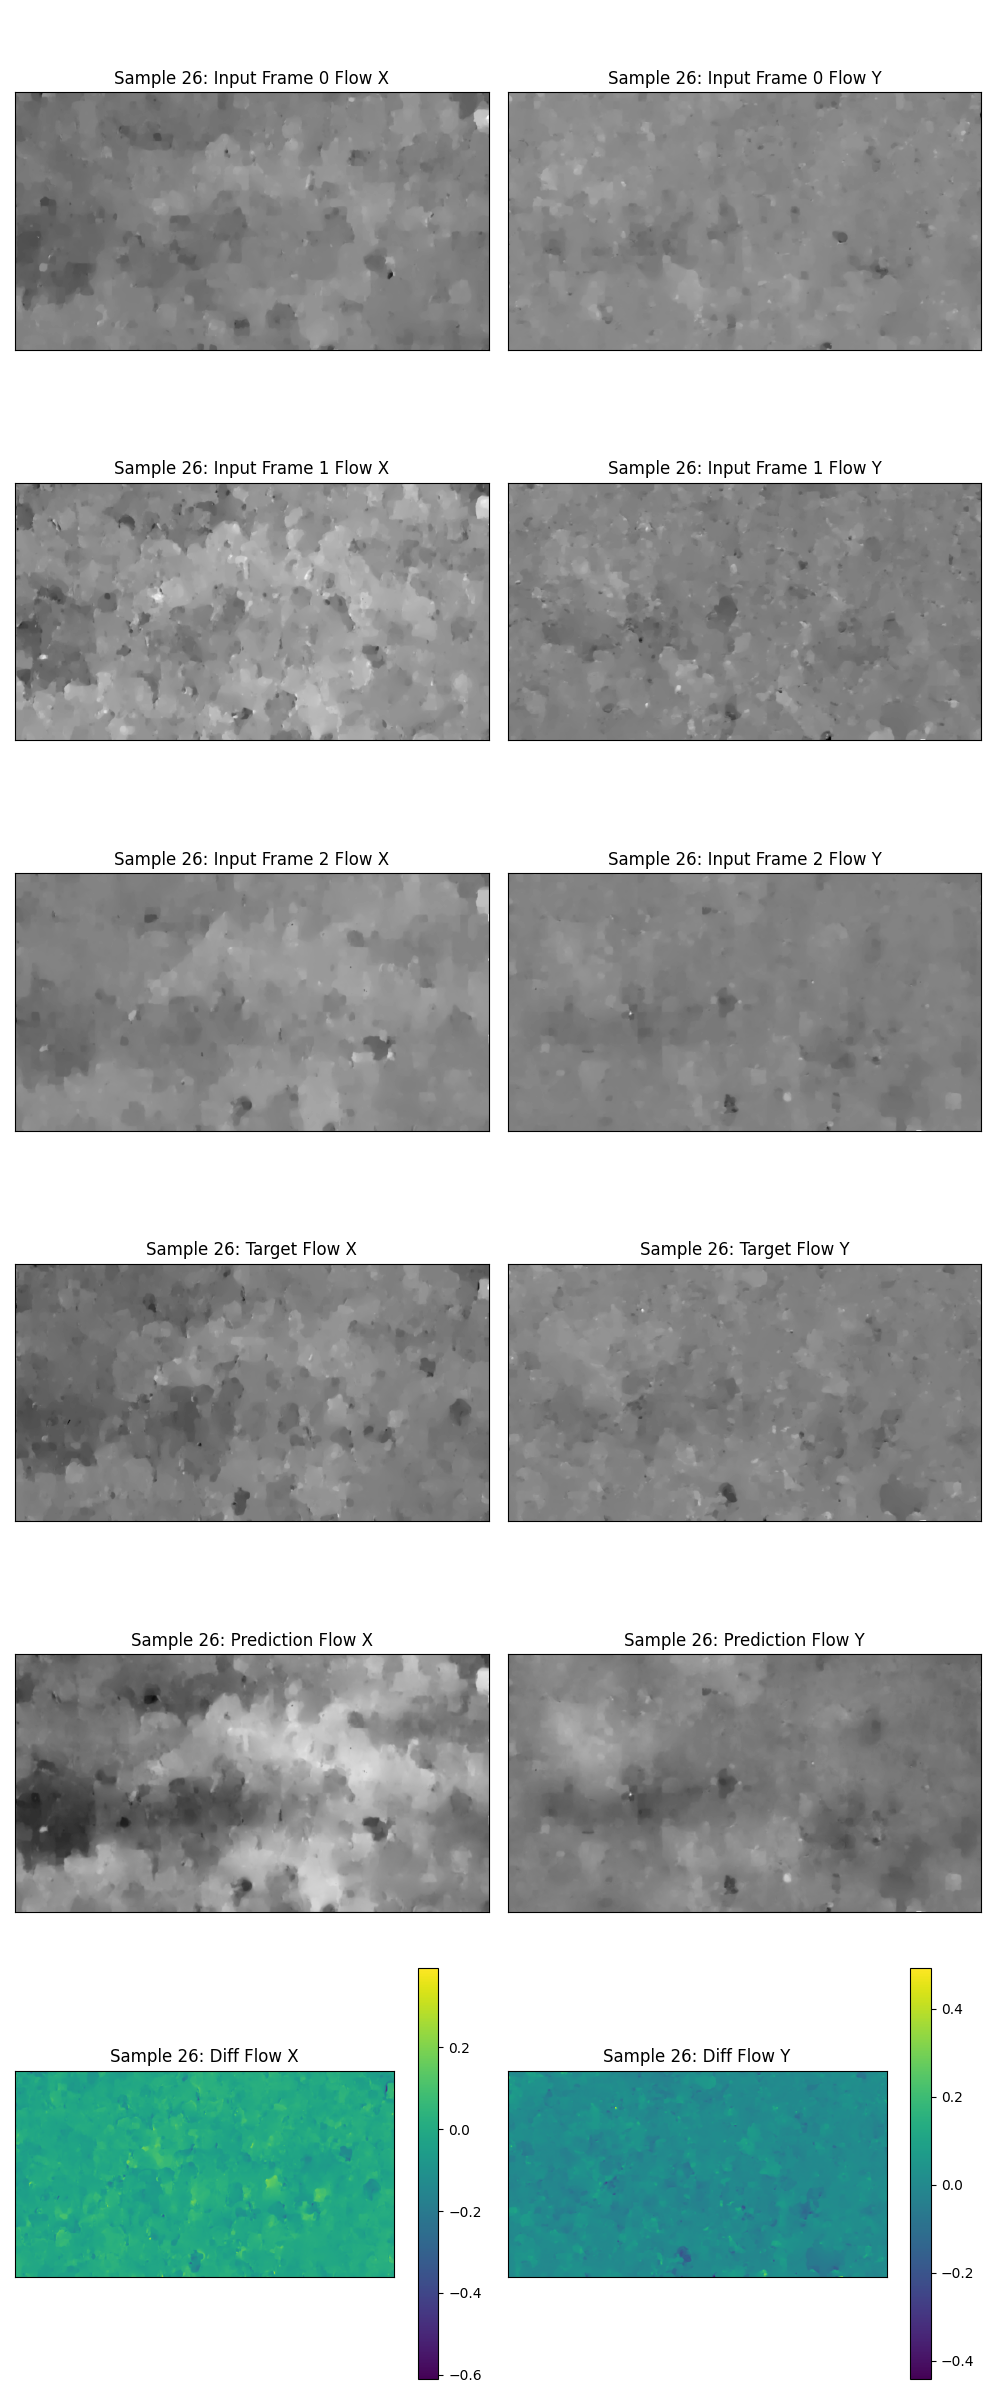 Sample 26: Input Frame 0 Flow X
Sample 26: Input Frame 0 Flow Y
Sample 26: Input Frame 1 Flow X
Sample 26: Input Frame 1 Flow Y
Sample 26: Input Frame 2 Flow X
Sample 26: Input Frame 2 Flow Y
Sample 26: Target Flow X
Sample 26: Target Flow Y
Sample 26: Prediction Flow X
Sample 26: Prediction Flow Y
Sample 26: Diff Flow X
0.2
0.0
−0.2
−0.4
−0.6
Sample 26: Diff Flow Y
0.4
0.2
0.0
−0.2
−0.4